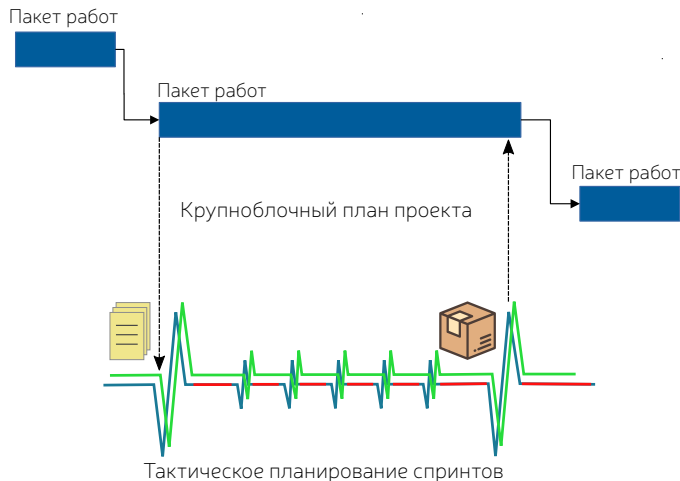 Пакет работ
Пакет работ
Пакет работ
Крупноблочный план проекта
Тактическое планирование спринтов